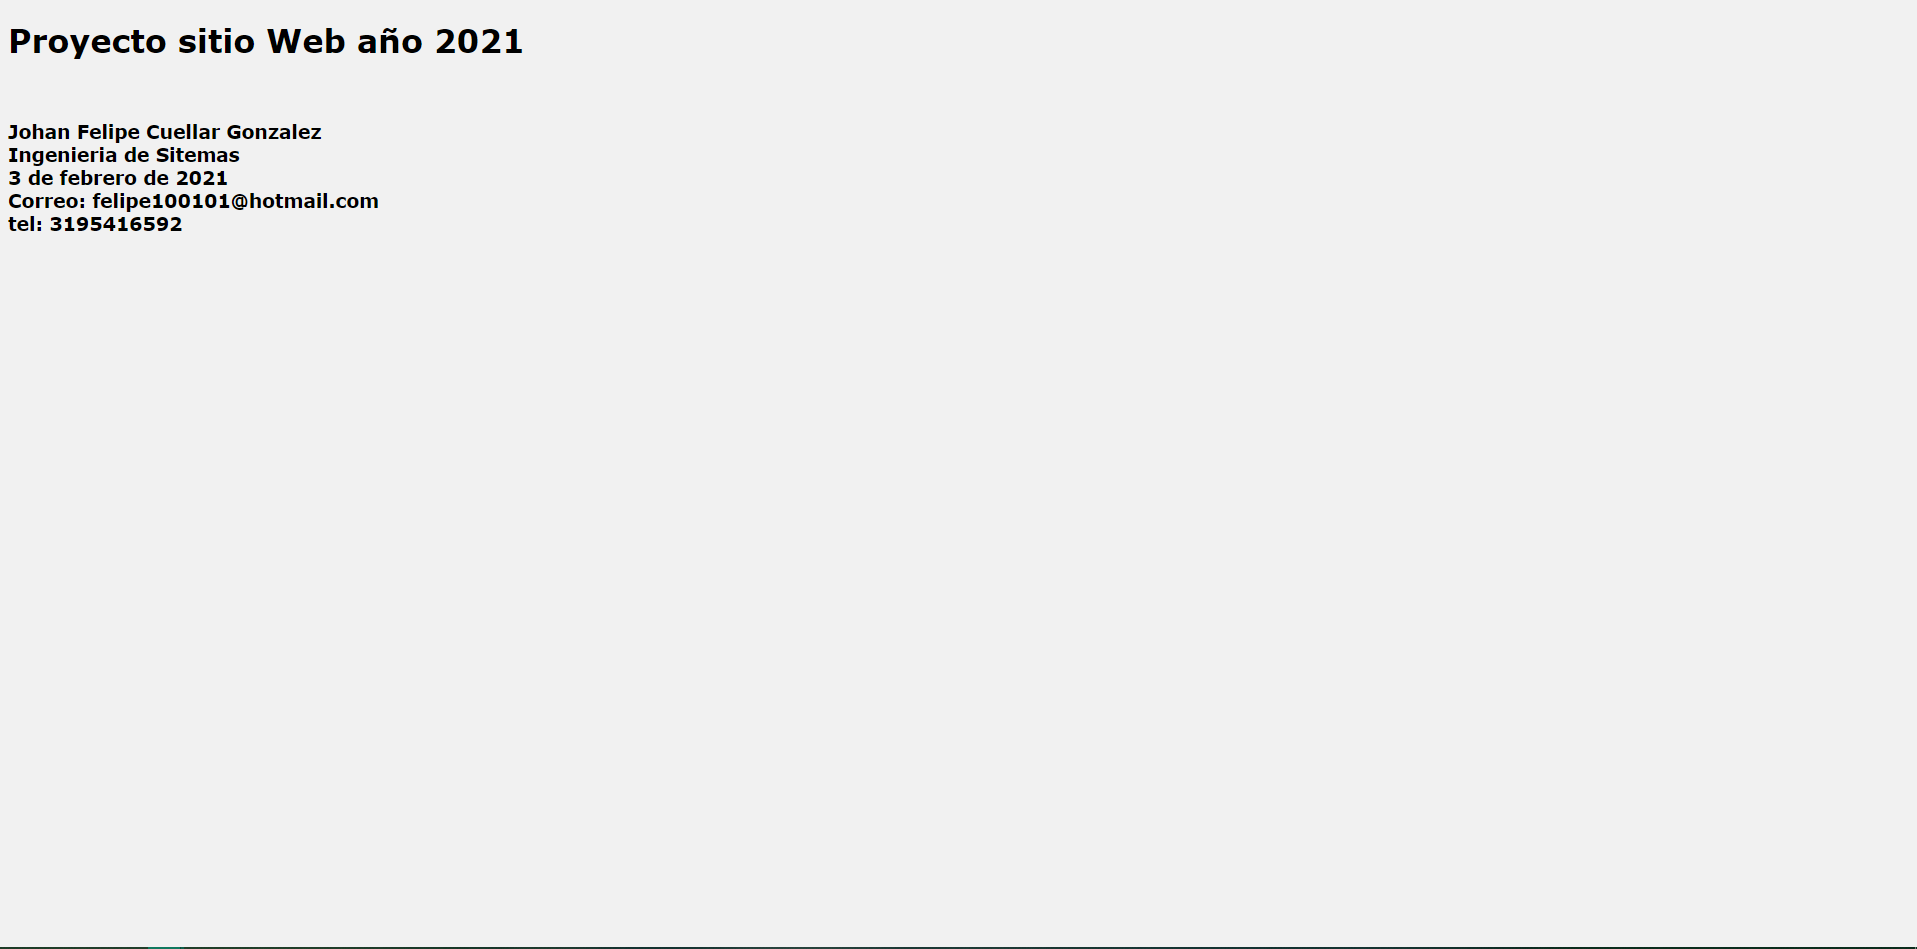 Proyecto sitio Web año 2021
Johan Felipe Cuellar Gonzalez
Ingenieria de Sitemas
3 de febrero de 2021
Correo: felipe100101@hotmail.com
tel: 3195416592